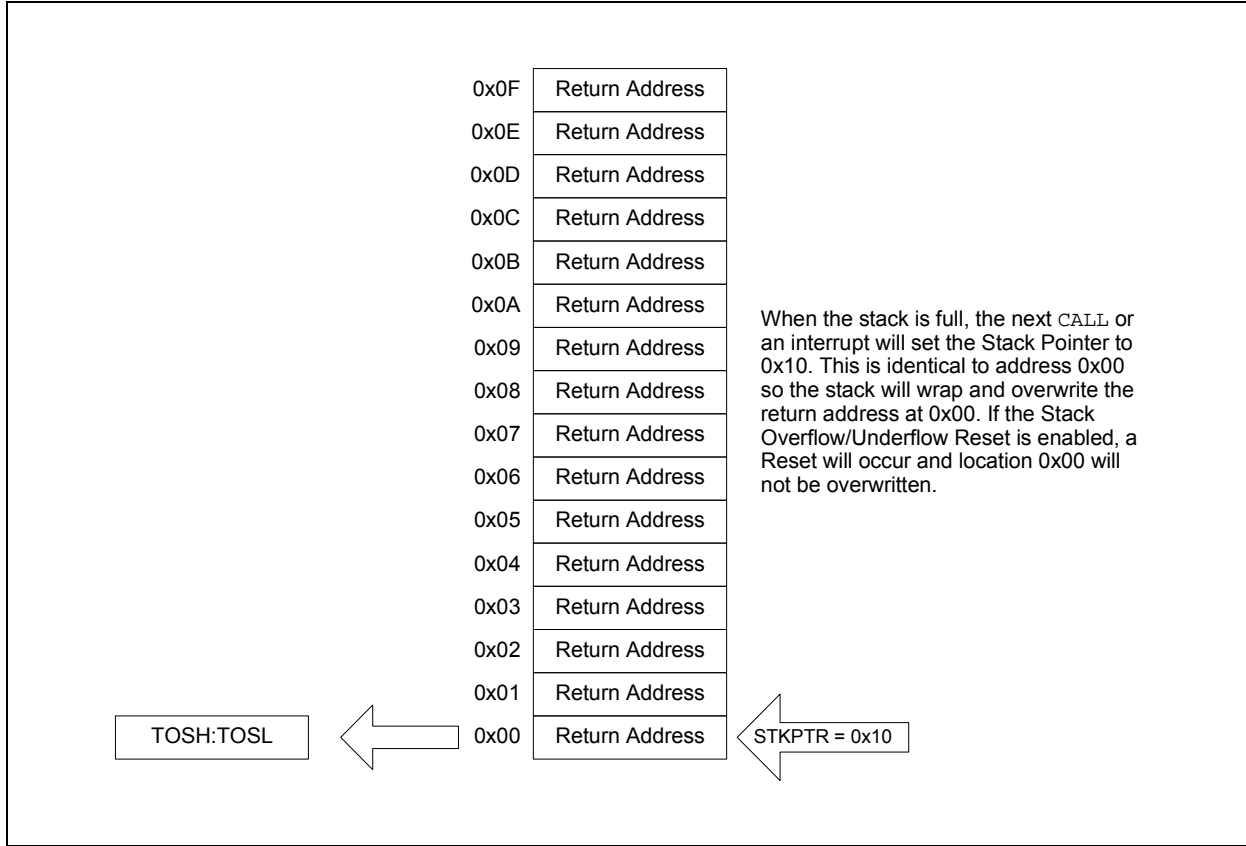 0x0F Return Address
0x0E Return Address
0x0D Return Address
0x0C Return Address
0x0B Return Address
0x0A Return Address
0x09 Return Address
0x08 Return Address
0x07 Return Address
0x06 Return Address
0x05 Return Address
0x04 Return Address
0x03 Return Address
0x02 Return Address
0x01 Return Address
TOSH:TOSL 0x00 Return Address STKPTR = 0x10
When the stack is full, the next CALL or
an interrupt will set the Stack Pointer to
0x10. This is identical to address 0x00
so the stack will wrap and overwrite the
return address at 0x00. If the Stack
Overflow/Underflow Reset is enabled, a
Reset will occur and location 0x00 will
not be overwritten.